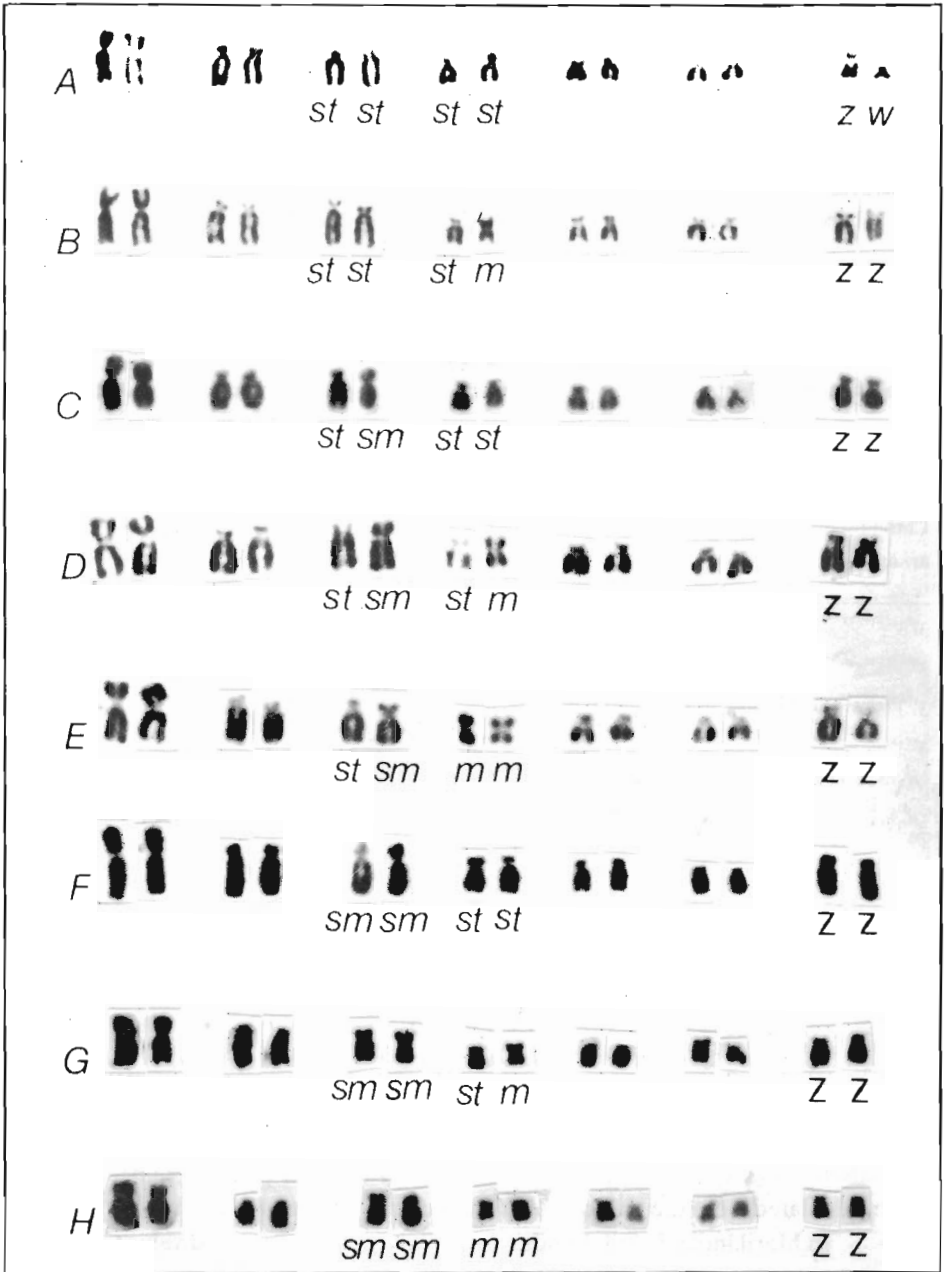 A
st st st st z w
B
st st st m z z
C
st sm st st z z
D
st sm st m z z
E
st sm m m z z
F
sm sm st st z z
G
sm sm st m z z
H
sm sm m m z z